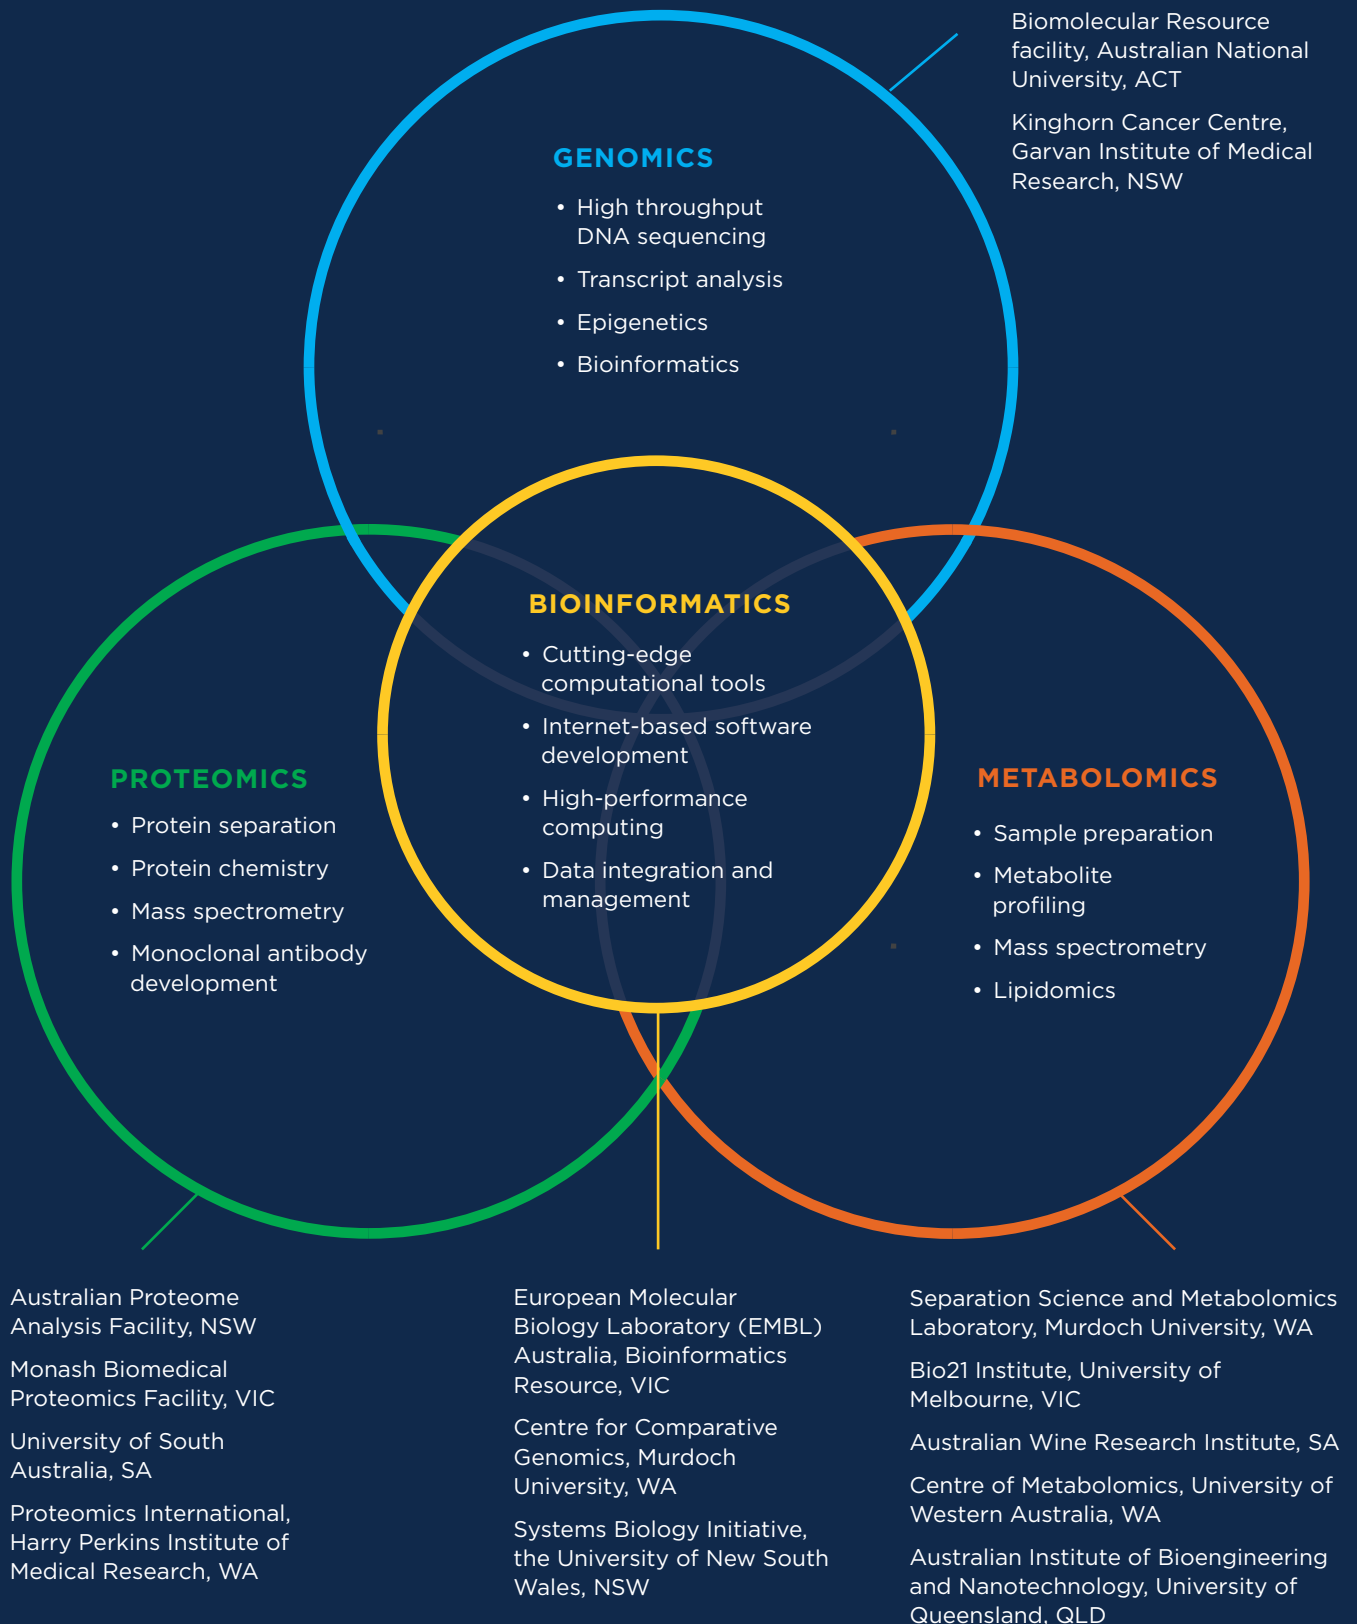 Biomolecular Resource
facility, Australian National
University, ACT
Kinghorn Cancer Centre,
Garvan Institute of Medical
Research, NSW
GENOMICS
• High throughput
DNA sequencing
• Transcript analysis
• Epigenetics
• Bioinformatics
BIOINFORMATICS
• Cutting-edge
computational tools
• Internet-based software
development
• High-performance
computing
• Data integration and
management
PROTEOMICS
• Protein separation
• Protein chemistry
• Mass spectrometry
• Monoclonal antibody
development
METABOLOMICS
• Sample preparation
• Metabolite
profiling
• Mass spectrometry
• Lipidomics
Australian Proteome
Analysis Facility, NSW
Monash Biomedical
Proteomics Facility, VIC
University of South
Australia, SA
Proteomics International,
Harry Perkins Institute of
Medical Research, WA
European Molecular
Biology Laboratory (EMBL)
Australia, Bioinformatics
Resource, VIC
Centre for Comparative
Genomics, Murdoch
University, WA
Systems Biology Initiative,
the University of New South
Wales, NSW
Separation Science and Metabolomics
Laboratory, Murdoch University, WA
Bio21 Institute, University of
Melbourne, VIC
Australian Wine Research Institute, SA
Centre of Metabolomics, University of
Western Australia, WA
Australian Institute of Bioengineering
and Nanotechnology, University of
Queensland, QLD